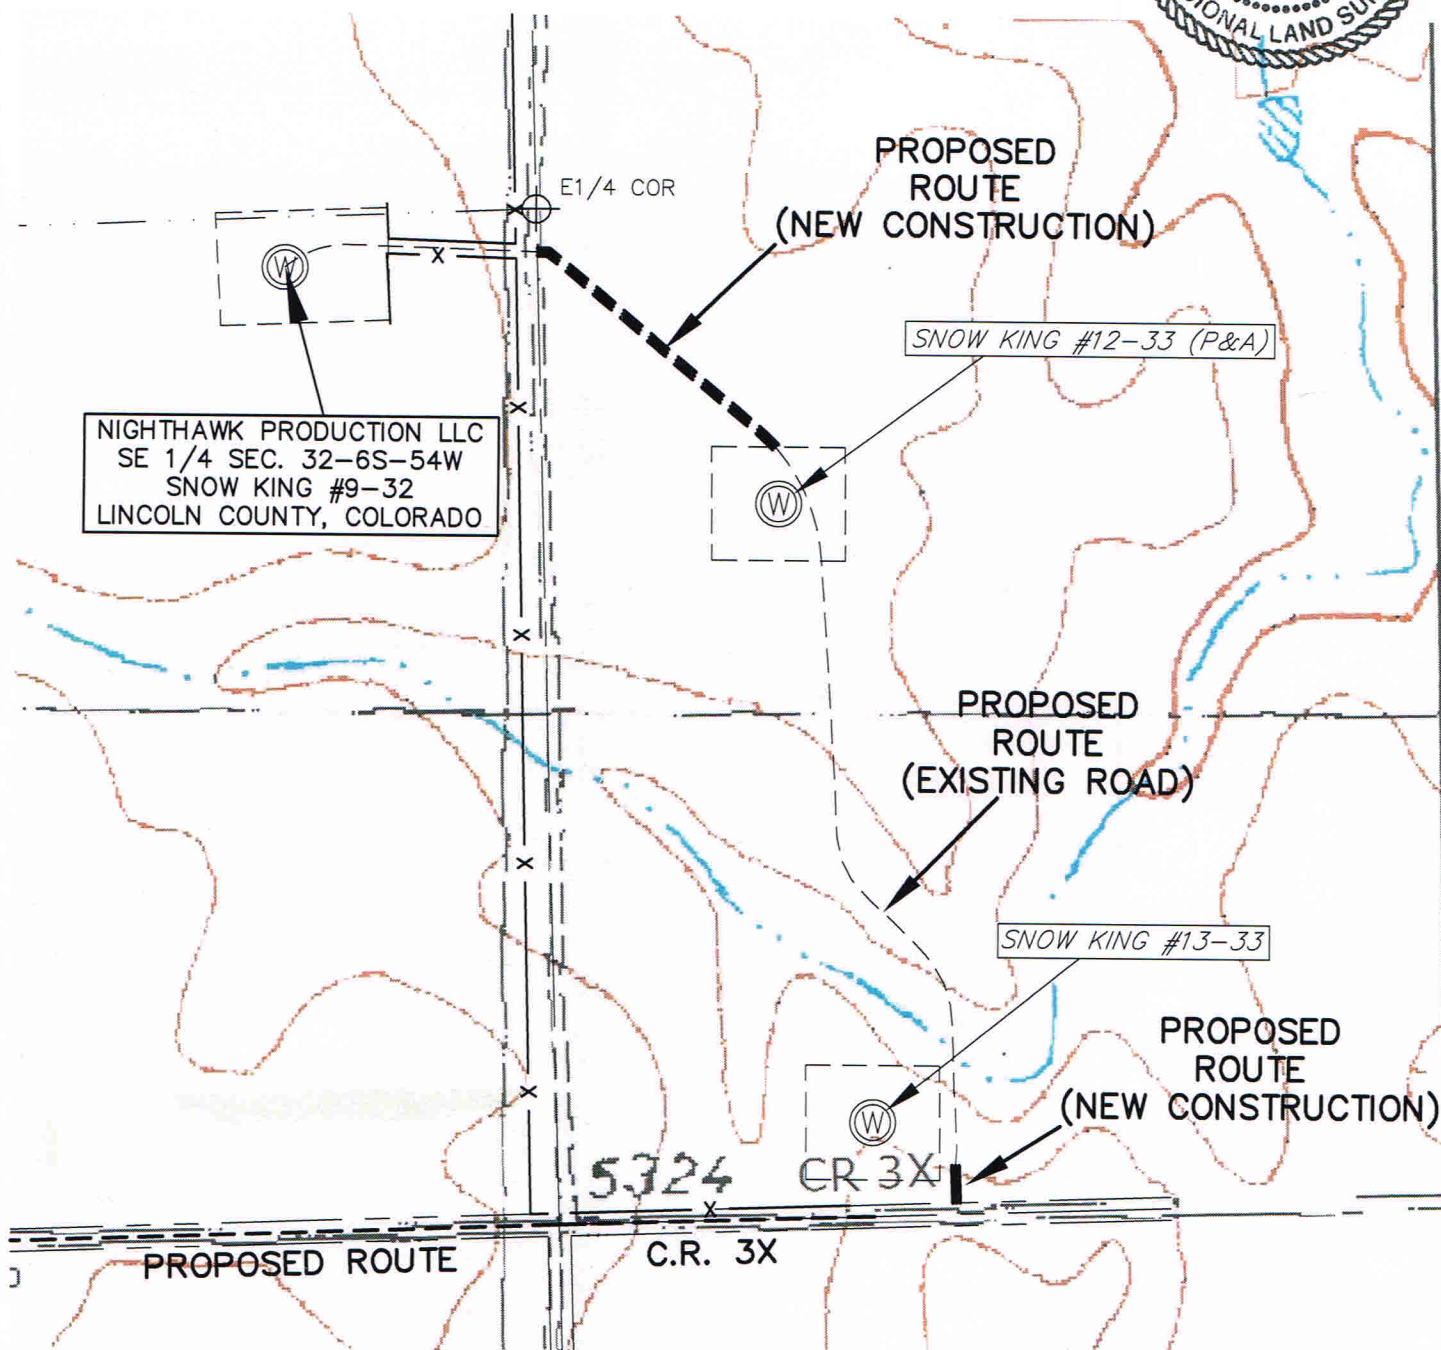 SIONAL LAND SU
PROPOSED
ROUTE
(NEW CONSTRUCTION)
E1/4 COR
W
SNOW KING #12-33 (P&A)
NIGHTHAWK PRODUCTION LLC
SE 1/4 SEC. 32-6S-54W
SNOW KING #9-32
LINCOLN COUNTY, COLORADO
W
PROPOSED
ROUTE
(EXISTING ROAD)
SNOW KING #13-33
PROPOSED
ROUTE
(NEW CONSTRUCTION)
W
5324 CR 3X
PROPOSED ROUTE
C.R. 3X